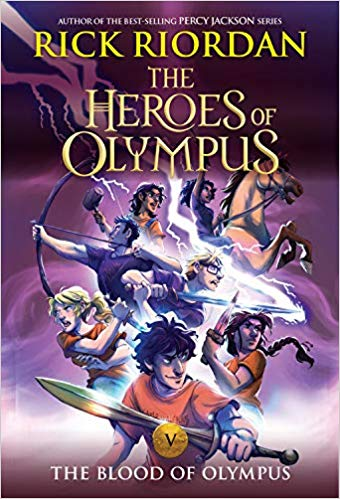 AUTHOR OF THE BEST-SELLING PERCY JACKSON SERIES
RICK RIORDAN
THE
HEROES OF
OLYMPUS
V
THE BLOOD OF OLYMPUS